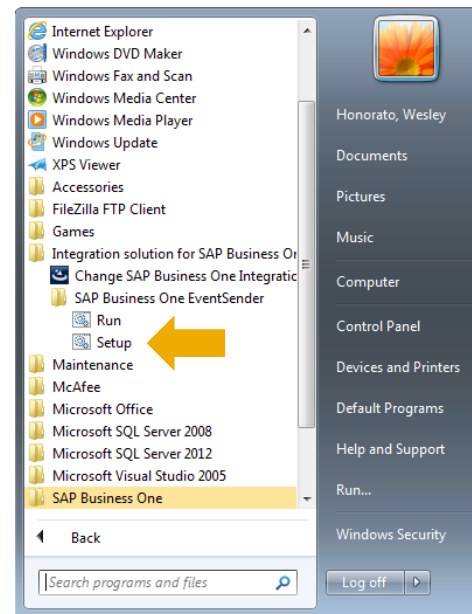 Internet Explorer
Windows DVD Maker
Windows Fax and Scan
Windows Media Center
Windows Media Player
Windows Update
XPS Viewer
Accessories
FileZilla FTP Client
Games
Integration solution for SAP Business Or
Change SAP Business One Integratic
SAP Business One EventSender
Run
Setup
Maintenance
McAfee
Microsoft Office
Microsoft SQL Server 2008
Microsoft SQL Server 2012
Microsoft Visual Studio 2005
SAP Business One
Back
Search programs and files
Honorato, Wesley
Documents
Pictures
Music
Computer
Control Panel
Devices and Printers
Default Programs
Help and Support
Run...
Windows Security
Log off